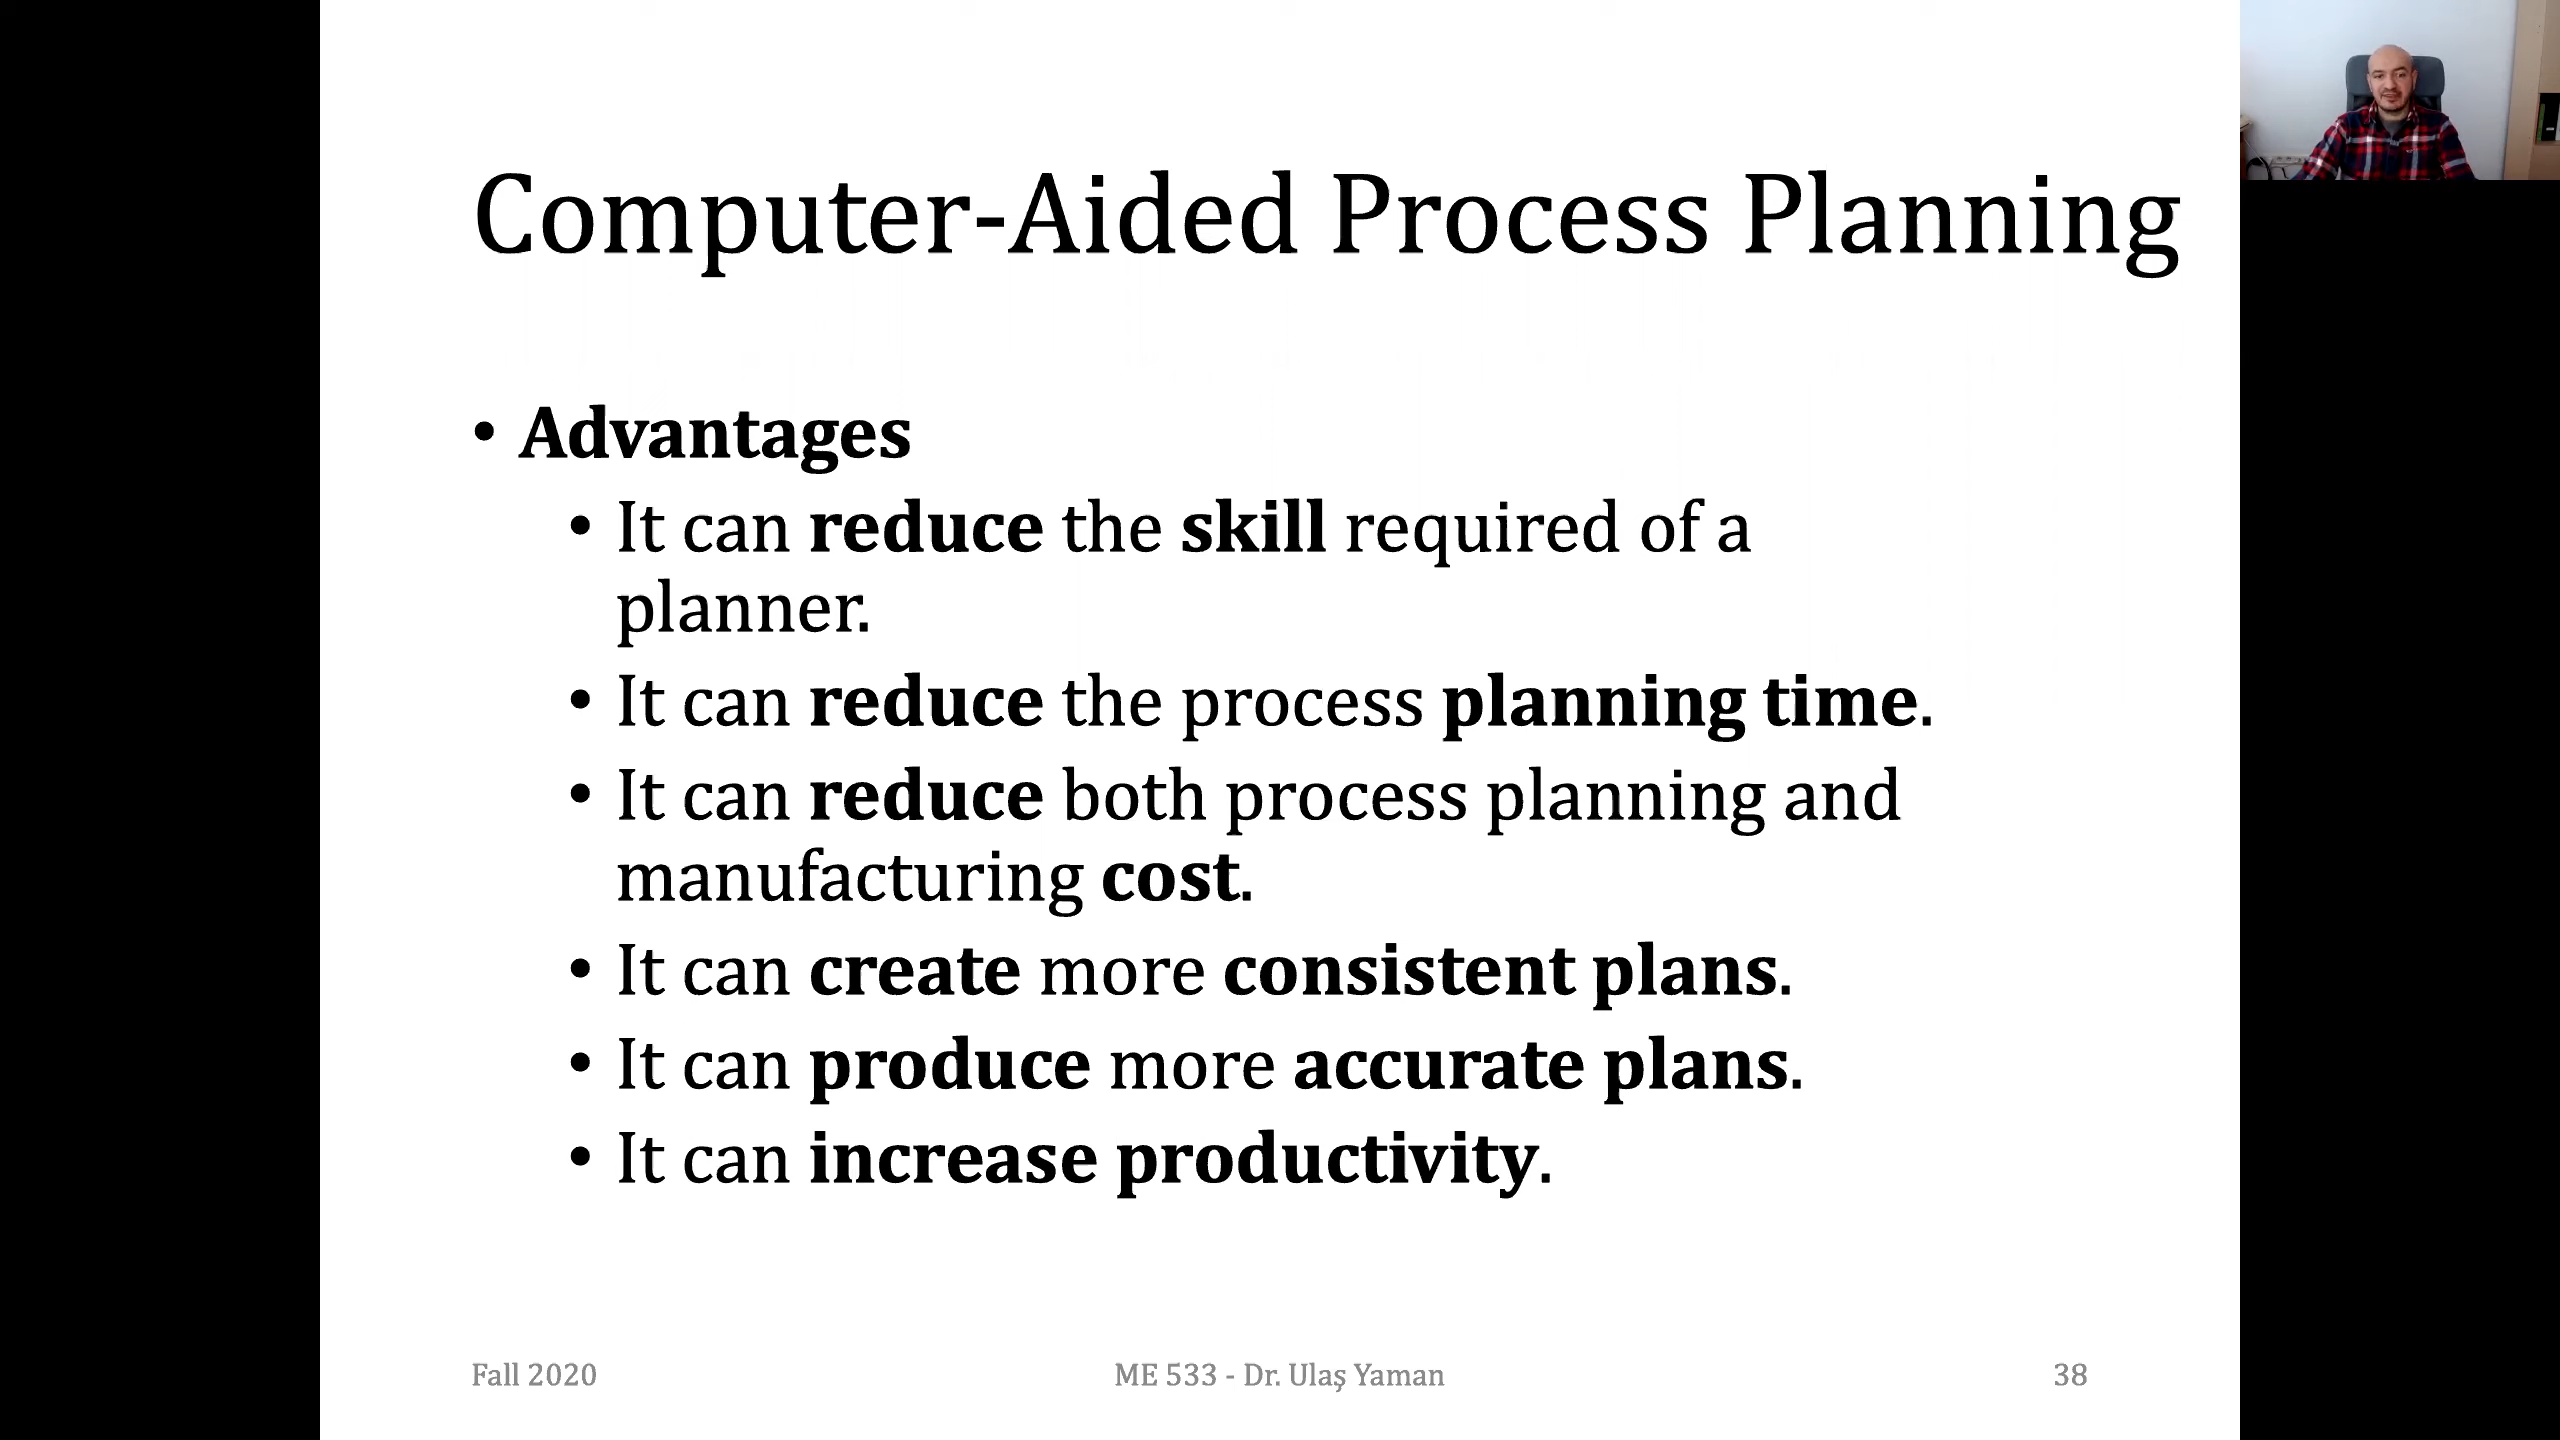 Computer-Aided Process Planning
• Advantages
• It can reduce the skill required of a
planner.
• It can reduce the process planning time.
• It can reduce both process planning and
manufacturing cost.
• It can create more consistent plans.
• It can produce more accurate plans.
• It can increase productivity.
Fall 2020
ME 533 - Dr. Ulaş Yaman
38